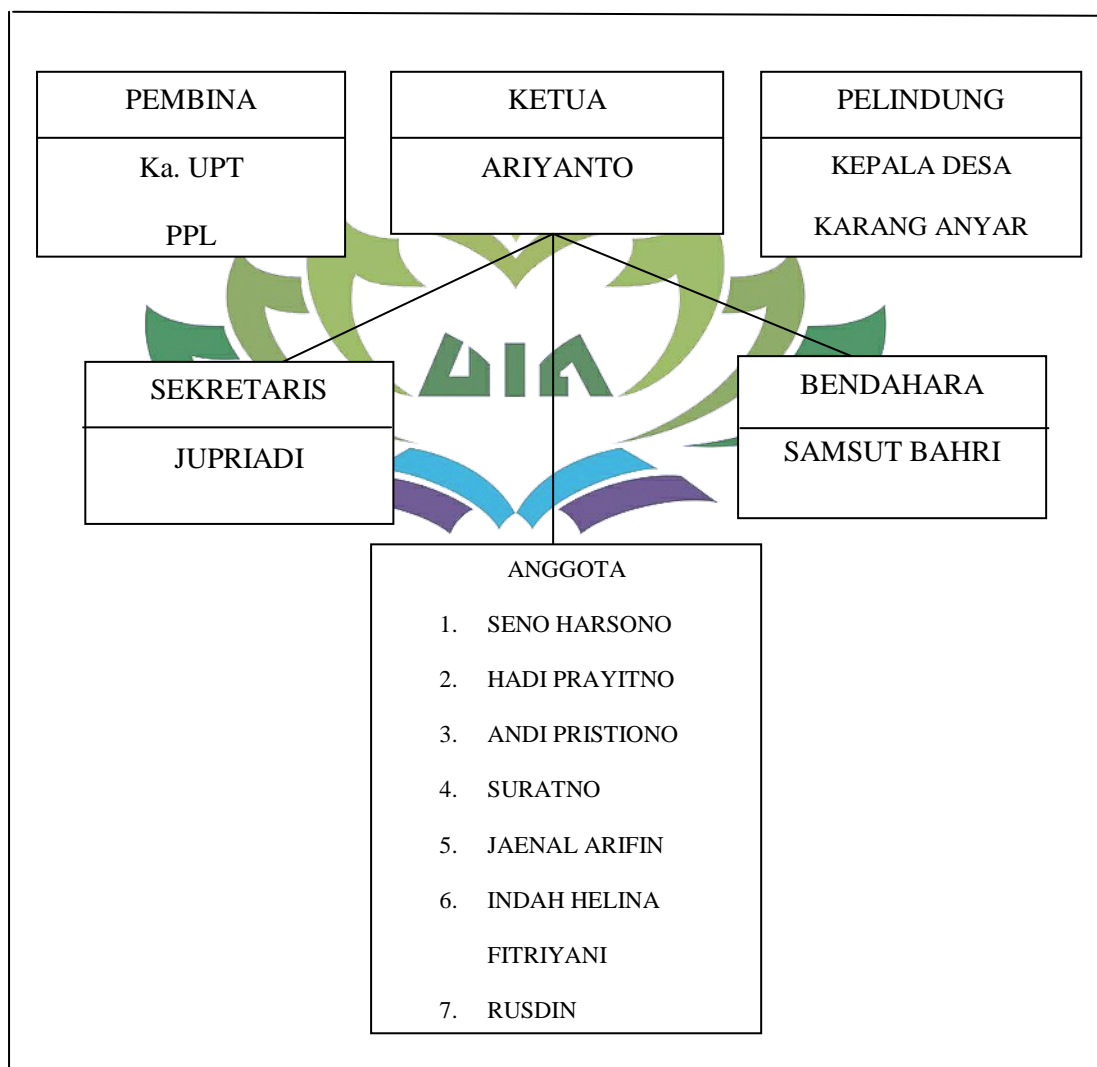 PEMBINA
Ka. UPT
PPL
KETUA
ARIYANTO
PELINDUNG
KEPALA DESA
KARANG ANYAR
SEKRETARIS
JUPRIADI
BENDAHARA
SAMSUT BAHRI
ANGGOTA
1. SENO HARSONO
2. HADI PRAYITNO
3. ANDI PRISTIONO
4. SURATNO
5. JAENAL ARIFIN
6. INDAH HELINA
FITRIYANI
7. RUSDIN